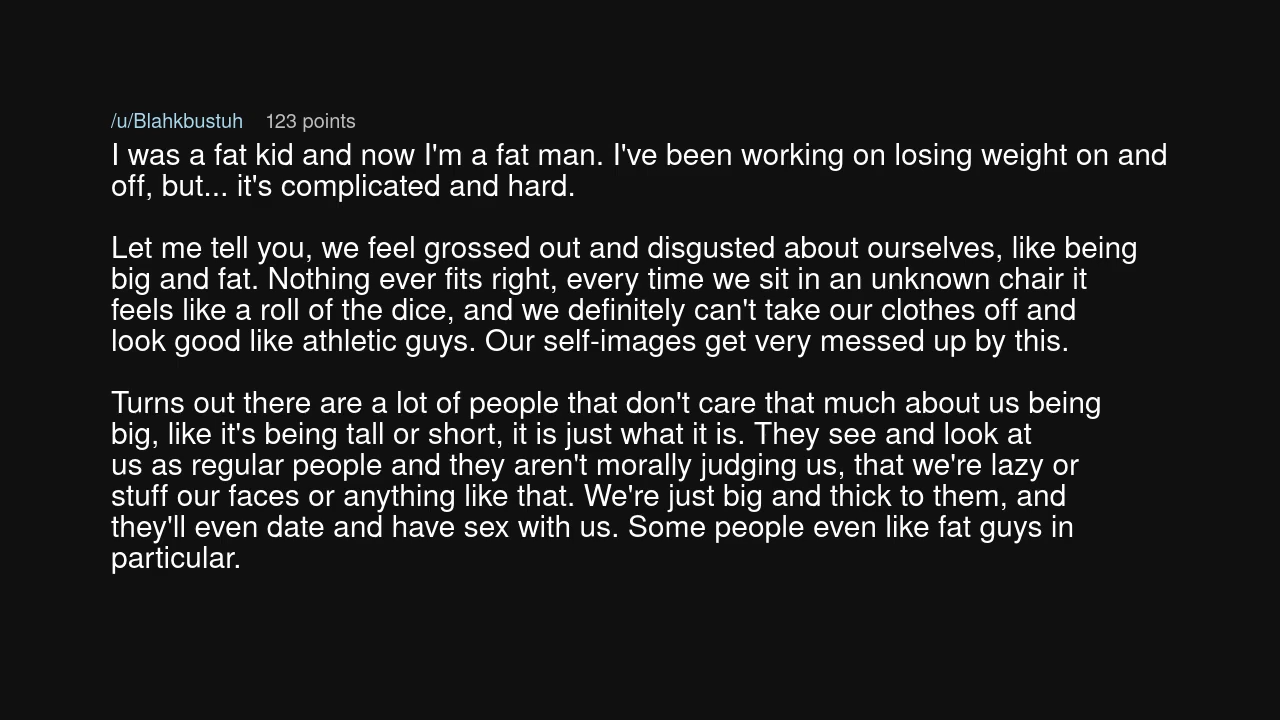 /u/Blahkbustuh 123 points
I was a fat kid and now I'm a fat man. I've been working on losing weight on and
off, but... it's complicated and hard.
Let me tell you, we feel grossed out and disgusted about ourselves, like being
big and fat. Nothing ever fits right, every time we sit in an unknown chair it
feels like a roll of the dice, and we definitely can't take our clothes off and
look good like athletic guys. Our self-images get very messed up by this.
Turns out there are a lot of people that don't care that much about us being
big, like it's being tall or short, it is just what it is. They see and look at
us as regular people and they aren't morally judging us, that we're lazy or
stuff our faces or anything like that. We're just big and thick to them, and
they'll even date and have sex with us. Some people even like fat guys in
particular.